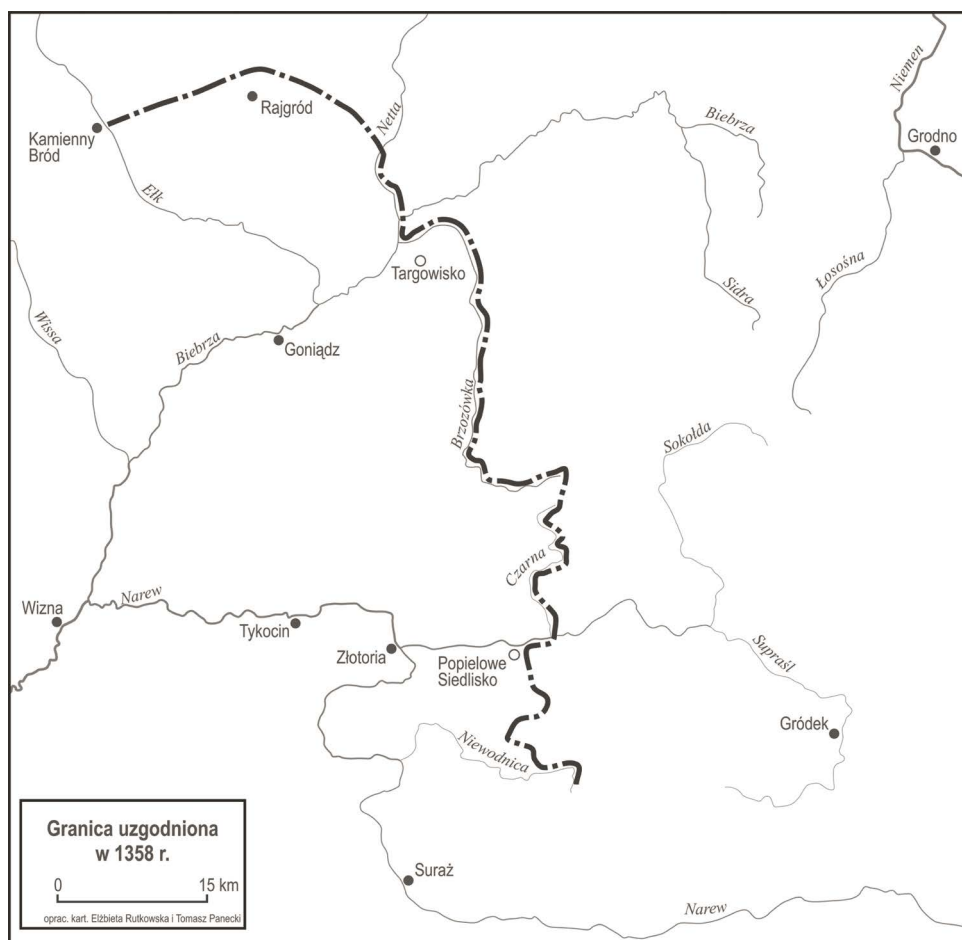 Niemen
Rajgród
Netta
Biebrza
Kamienny
Bród
Grodno
Ełk
Łosośna
Targowisko
Sidra
Wissa
Biebrza
Goniądz
Brzozówka
Sokołda
Czarna
Narew
Wizna
Tykocin
Złotoria
Popielowe
Siedlisko
Supraśl
Gródek
Niewodnica
Suraż
Narew
Granica uzgodniona
w 1358 r.
0 15 km
oprac. kart. Elżbieta Rutkowska i Tomasz Panecki